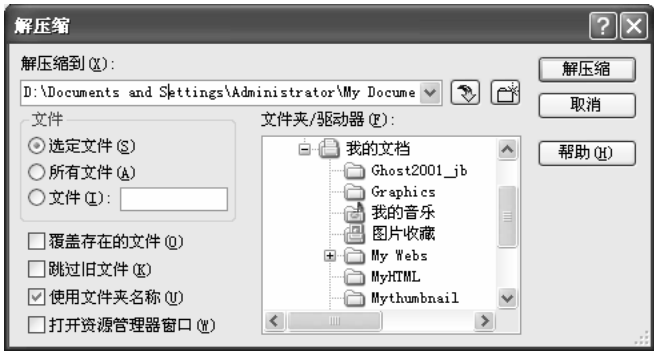 解压缩
解压缩到(X):
解压缩
D:\Documents and Settings\Administrator\My Docume
取消
文件
文件夹/驱动器(F):
选定文件(S)
所有文件(A)
文件(I):
我的文档
Ghost2001_jb
Graphics
我的音乐
图片收藏
My Webs
MyHTML
Mythumbnail
帮助(H)
覆盖存在的文件(O)
跳过旧文件(K)
使用文件夹名称(U)
打开资源管理器窗口(W)